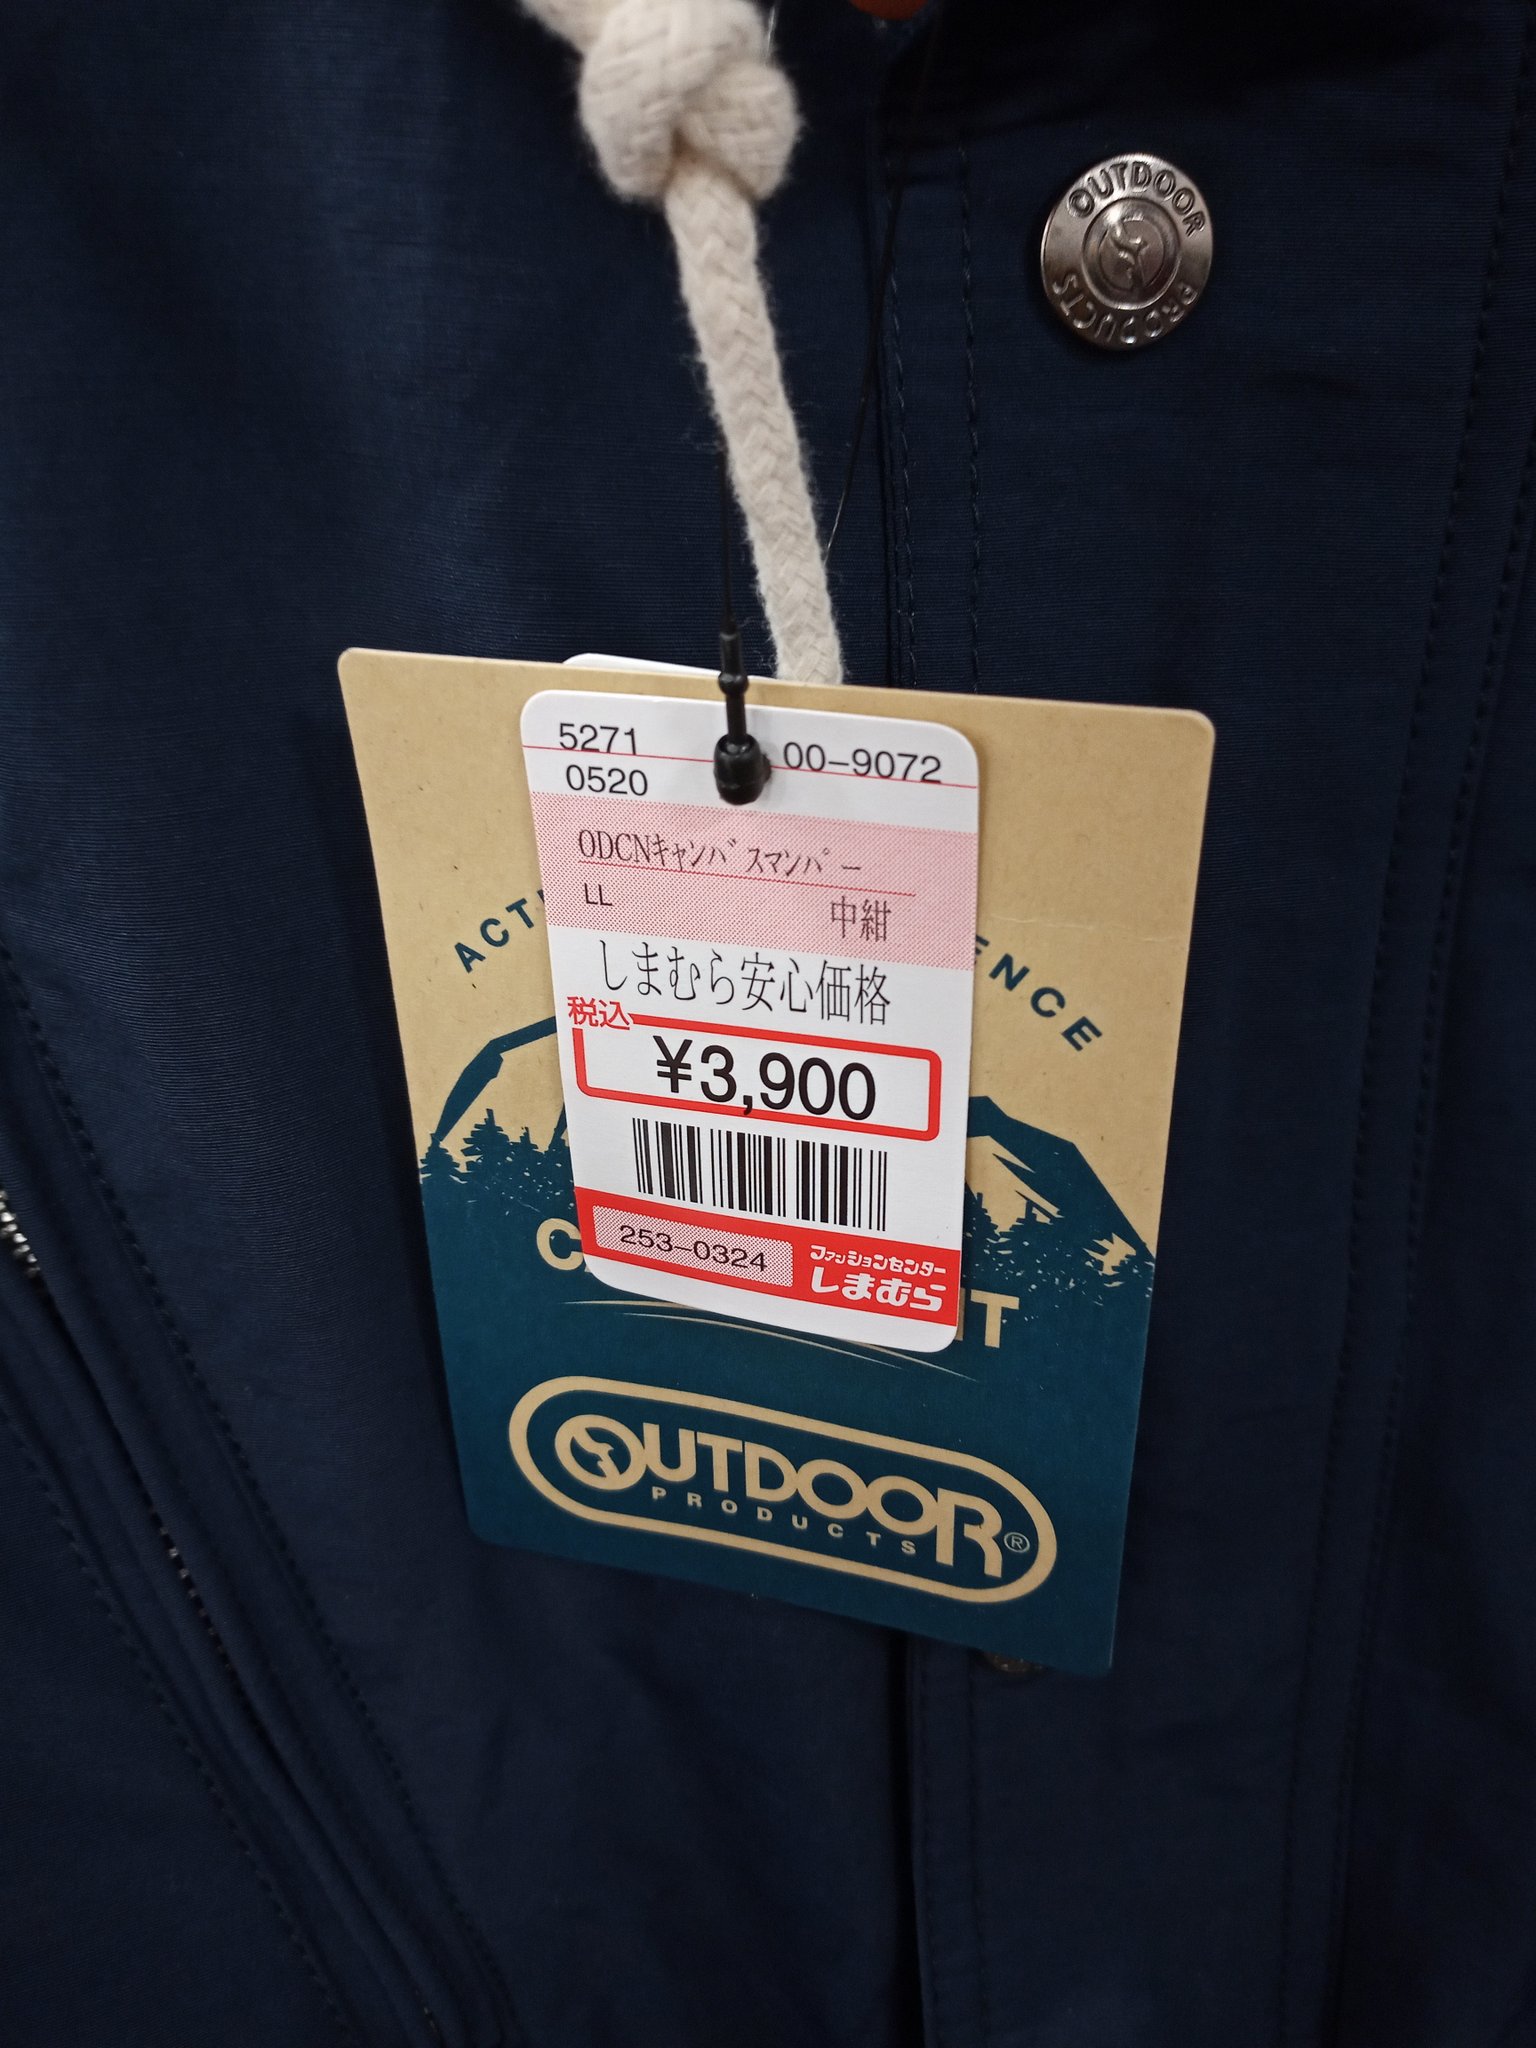 OUTDOOR
PRODUCTS
5271 00-9072
0520
ODCNキャンバスマンパー
LL 中紺
しまむら安心価格
税込
¥3,900
253-0324
ファッションセンター
しまむら
OUTDOOR
PRODUCTS®